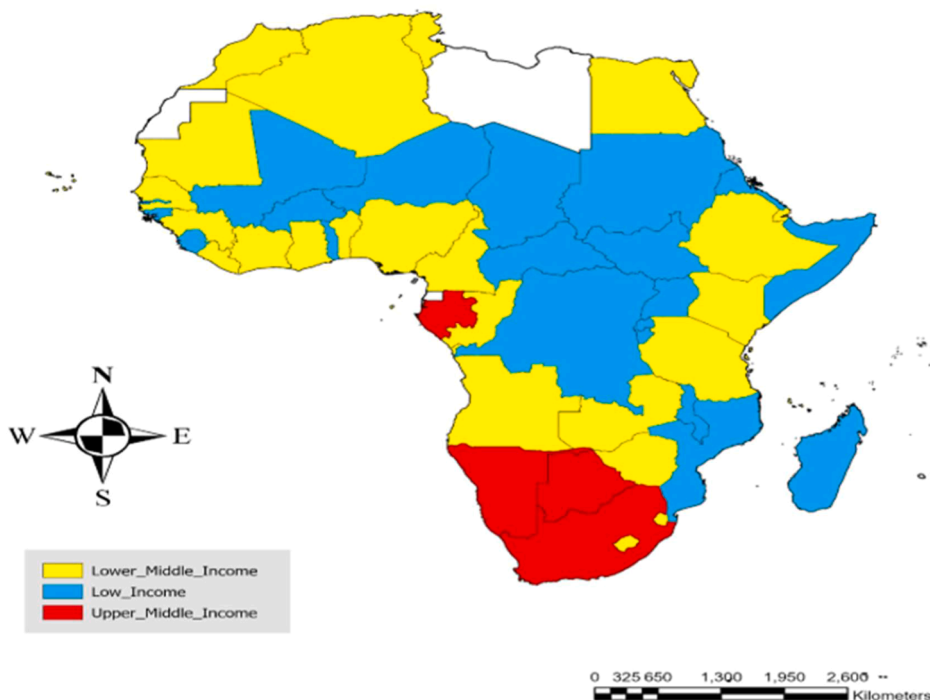 N
W E
S
Lower_Middle_Income
Low_Income
Upper_Middle_Income
0 325 650 1,300 1,950 2,600
Kilometers